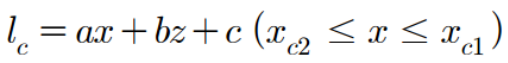 l_c = ax + bz + c (x_{c2} ≤ x ≤ x_{c1})